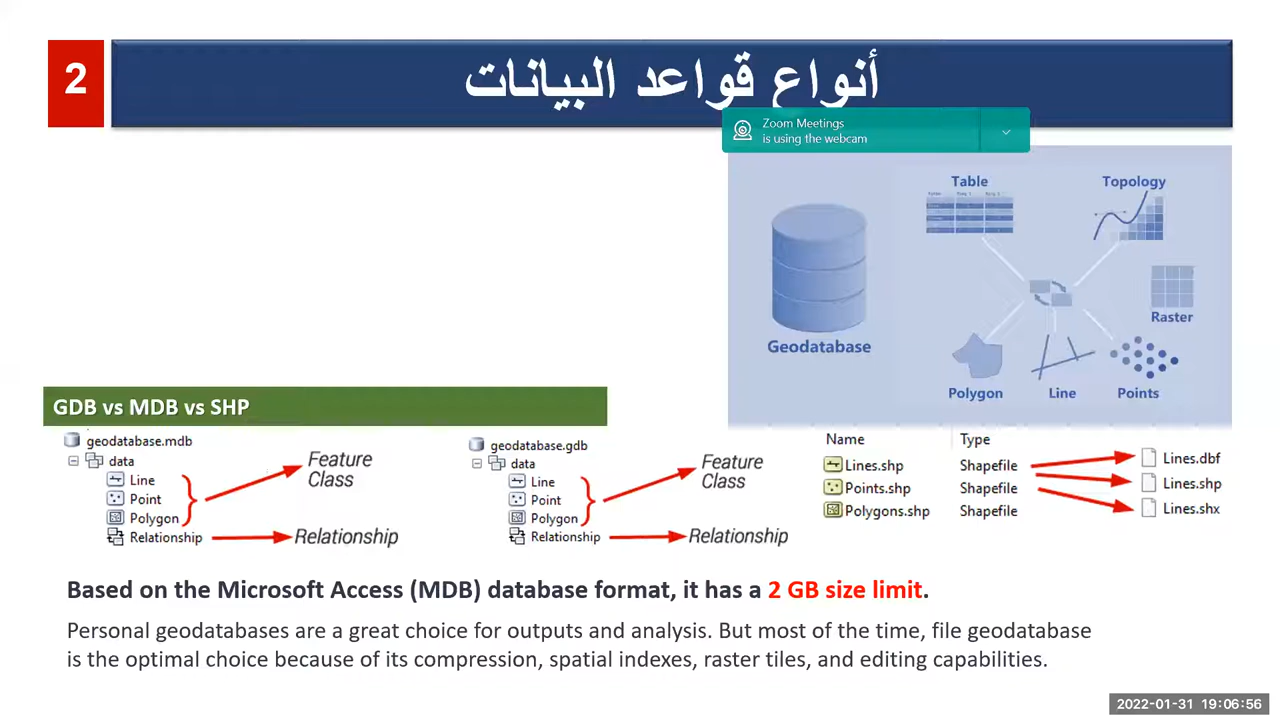 2
أنواع قواعد البيانات
Zoom Meetings
is using the webcam
Table
Topology
Geodatabase
Raster
Polygon
Line
Points
GDB vs MDB vs SHP
geodatabase.mdb
data
Line
Point
Polygon
Relationship
Feature
Class
Relationship
geodatabase.gdb
data
Line
Point
Polygon
Relationship
Feature
Class
Relationship
Name Type
Lines.shp Shapefile
Points.shp Shapefile
Polygons.shp Shapefile
Lines.dbf
Lines.shp
Lines.shx
Based on the Microsoft Access (MDB) database format, it has a 2 GB size limit.
Personal geodatabases are a great choice for outputs and analysis. But most of the time, file geodatabase
is the optimal choice because of its compression, spatial indexes, raster tiles, and editing capabilities.
2022-01-31 19:06:56